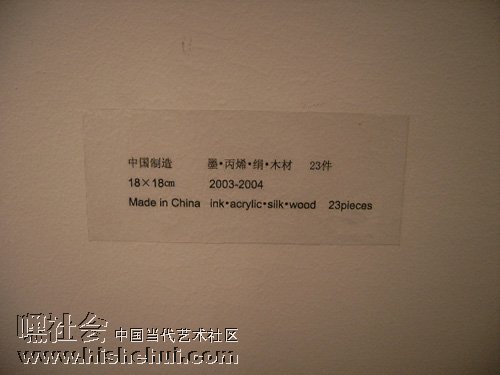 中国制造 墨·丙烯·绢·木材 23件
18×18㎝ 2003-2004
Made in China ink·acrylic·silk·wood 23pieces
嘿社会 中国当代艺术社区
www.hishehui.com